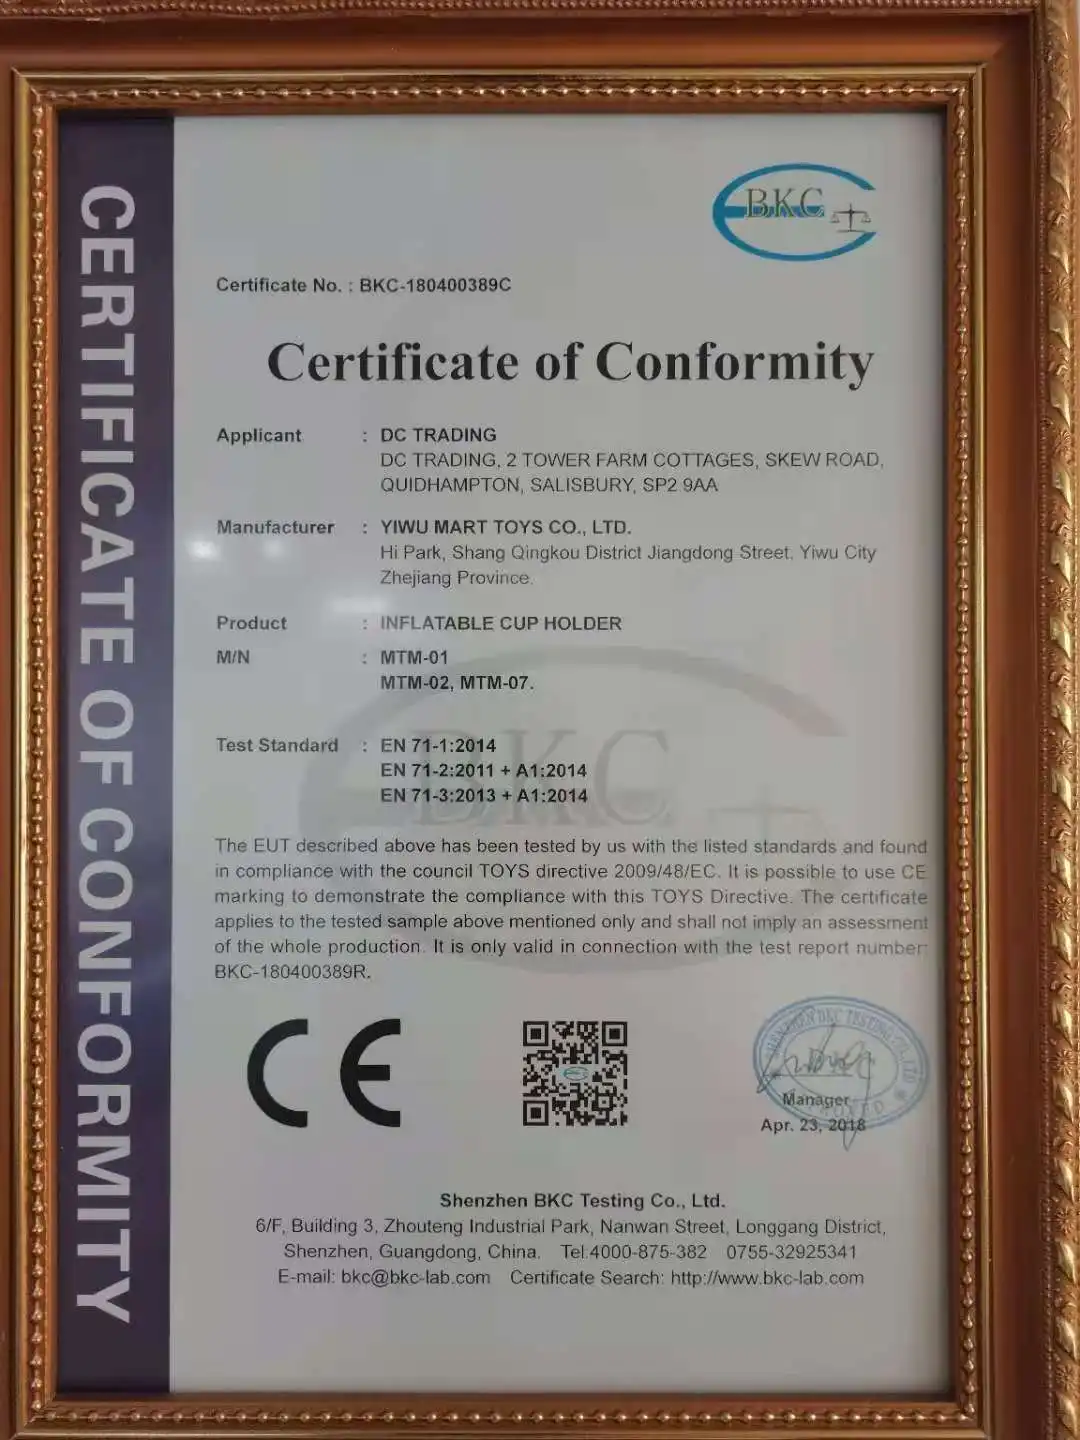 CERTIFICATE OF CONFORMITY
BKC
Certificate No. : BKC-180400389C
Certificate of Conformity
Applicant : DC TRADING
DC TRADING, 2 TOWER FARM COTTAGES, SKEW ROAD,
QUIDHAMPTON, SALISBURY, SP2 9AA
Manufacturer : YIWU MART TOYS CO., LTD.
Hi Park, Shang Qingkou District Jiangdong Street, Yiwu City
Zhejiang Province.
Product : INFLATABLE CUP HOLDER
M/N : MTM-01
MTM-02, MTM-07.
BKC
Test Standard : EN 71-1:2014
EN 71-2:2011 + A1:2014
EN 71-3:2013 + A1:2014
The EUT described above has been tested by us with the listed standards and found
in compliance with the council TOYS directive 2009/48/EC. It is possible to use CE
marking to demonstrate the compliance with this TOYS Directive. The certificate
applies to the tested sample above mentioned only and shall not imply an assessment
of the whole production. It is only valid in connection with the test report number:
BKC-180400389R.
CE
SHENZHEN BKC TESTING CO., LTD
BKC
Manager
Apr. 23, 2018
Shenzhen BKC Testing Co., Ltd.
6/F, Building 3, Zhouteng Industrial Park, Nanwan Street, Longgang District,
Shenzhen, Guangdong, China. Tel:4000-875-382 0755-32925341
E-mail: bkc@bkc-lab.com Certificate Search: http://www.bkc-lab.com